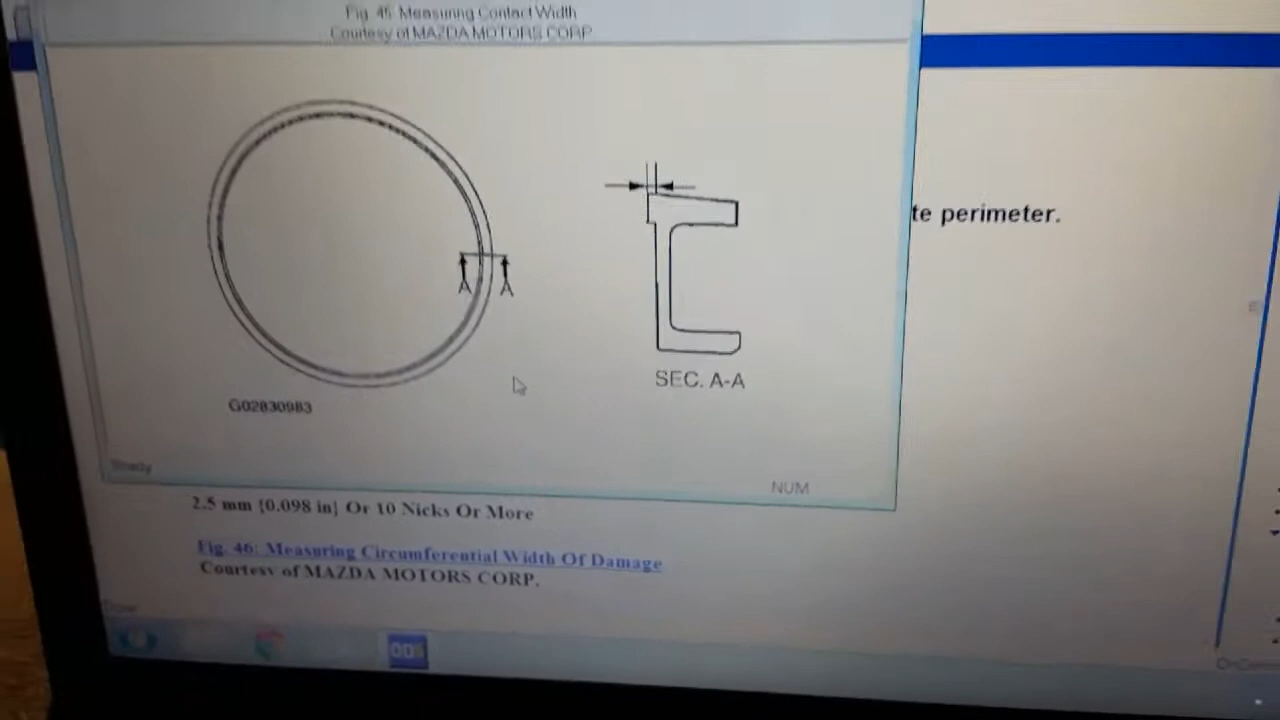 Fig. 45 Measuring Contact Width
Courtesy of MAZDA MOTORS CORP
te perimeter.
A A
SEC. A-A
G02830983
Ready
NUM
2.5 mm {0.098 in} Or 10 Nicks Or More
Fig. 46: Measuring Circumferential Width Of Damage
Courtesy of MAZDA MOTORS CORP.
Done